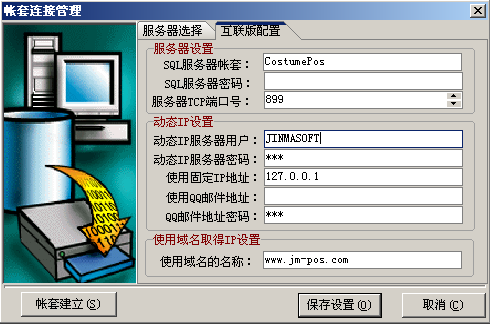 帐套连接管理
服务器选择 互联版配置
服务器设置
SQL服务器帐套： CostumePos
SQL服务器密码：
服务器TCP端口号： 899
动态IP设置
动态IP服务器用户： JINMASOFT
动态IP服务器密码： ***
使用固定IP地址： 127.0.0.1
使用QQ邮件地址：
QQ邮件地址密码： ***
使用域名取得IP设置
使用域名的名称： www.jm-pos.com
帐套建立(S) 保存设置(O) 取消(C)